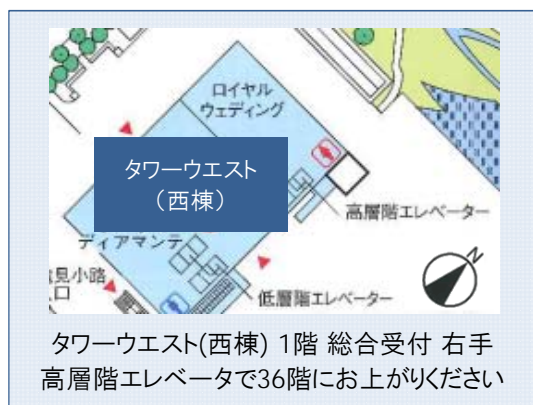 ロイヤル
ウェディング
タワーウエスト
（西棟）
高層階エレベーター
ディアマンテ
見小路
口
低層階エレベーター
N
タワーウエスト(西棟) 1階 総合受付 右手
高層階エレベータで36階にお上がりください